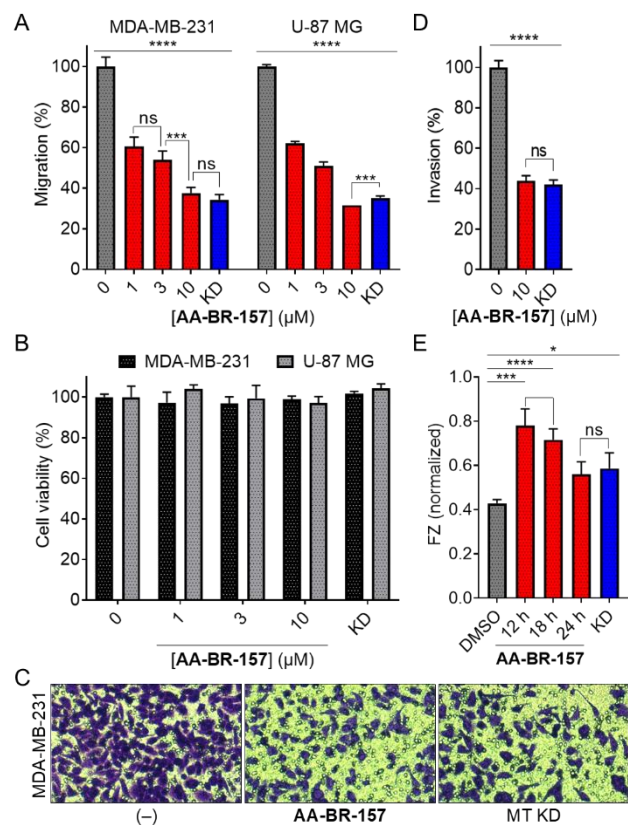 A
MDA-MB-231
U-87 MG
****
****
Migration (%)
100
80
60
40
20
0
ns
***
ns
***
0 1 3 10 KD
0 1 3 10 KD
[AA-BR-157] (µM)
D
****
Invasion (%)
100
80
60
40
20
0
ns
0 10 KD
[AA-BR-157] (µM)
B
MDA-MB-231 U-87 MG
Cell viability (%)
100
80
60
40
20
0
0 1 3 10 KD
[AA-BR-157] (µM)
E
*
****
***
ns
FZ (normalized)
1.0
0.8
0.6
0.4
0.2
0.0
DMSO 12 h 18 h 24 h KD
AA-BR-157
C
MDA-MB-231
(–) AA-BR-157 MT KD